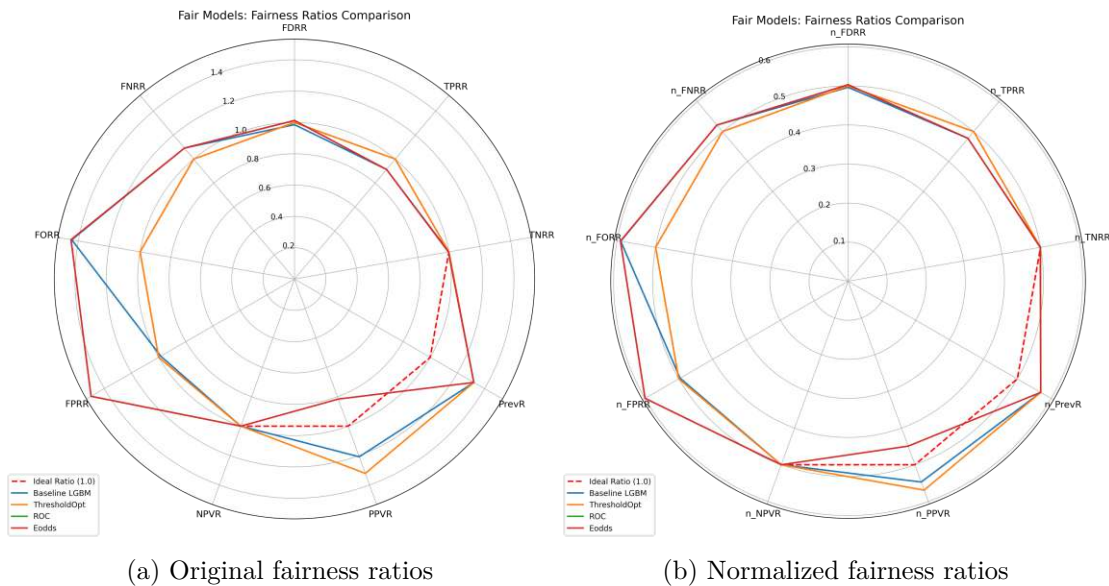 Fair Models: Fairness Ratios Comparison
FDRR
TPRR
TNRR
PrevR
PPVR
NPVR
FPRR
FORR
FNRR
0.2
0.4
0.6
0.8
1.0
1.2
1.4
Ideal Ratio (1.0)
Baseline LGBM
ThresholdOpt
ROC
Eodds
(a) Original fairness ratios
Fair Models: Fairness Ratios Comparison
n_FDRR
n_TPRR
n_TNRR
n_PrevR
n_PPVR
n_NPVR
n_FPRR
n_FORR
n_FNRR
0.1
0.2
0.3
0.4
0.5
0.6
Ideal Ratio (1.0)
Baseline LGBM
ThresholdOpt
ROC
Eodds
(b) Normalized fairness ratios